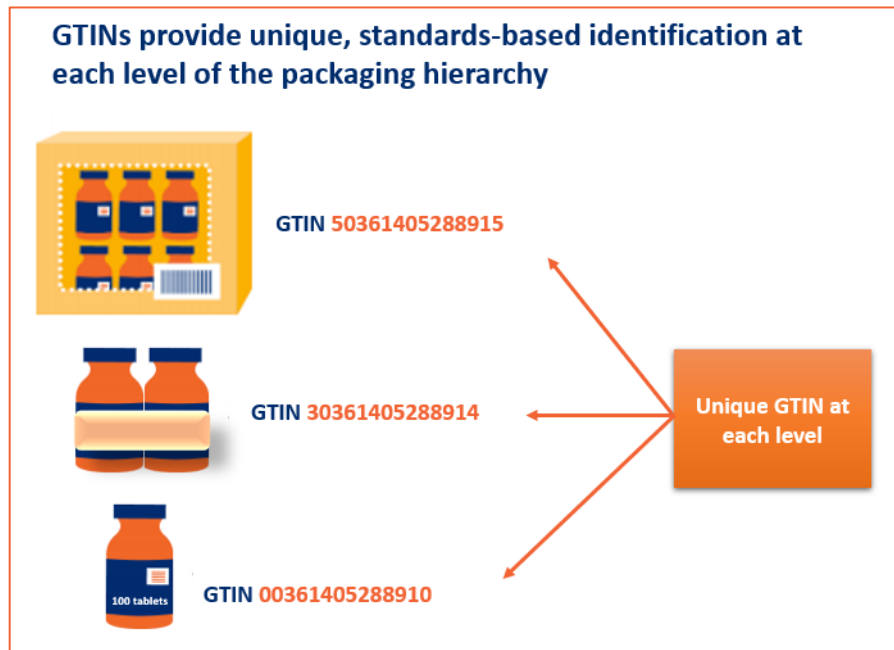 GTINs provide unique, standards-based identification at
each level of the packaging hierarchy
GTIN 50361405288915
GTIN 30361405288914
Unique GTIN at
each level
100 tablets
GTIN 00361405288910